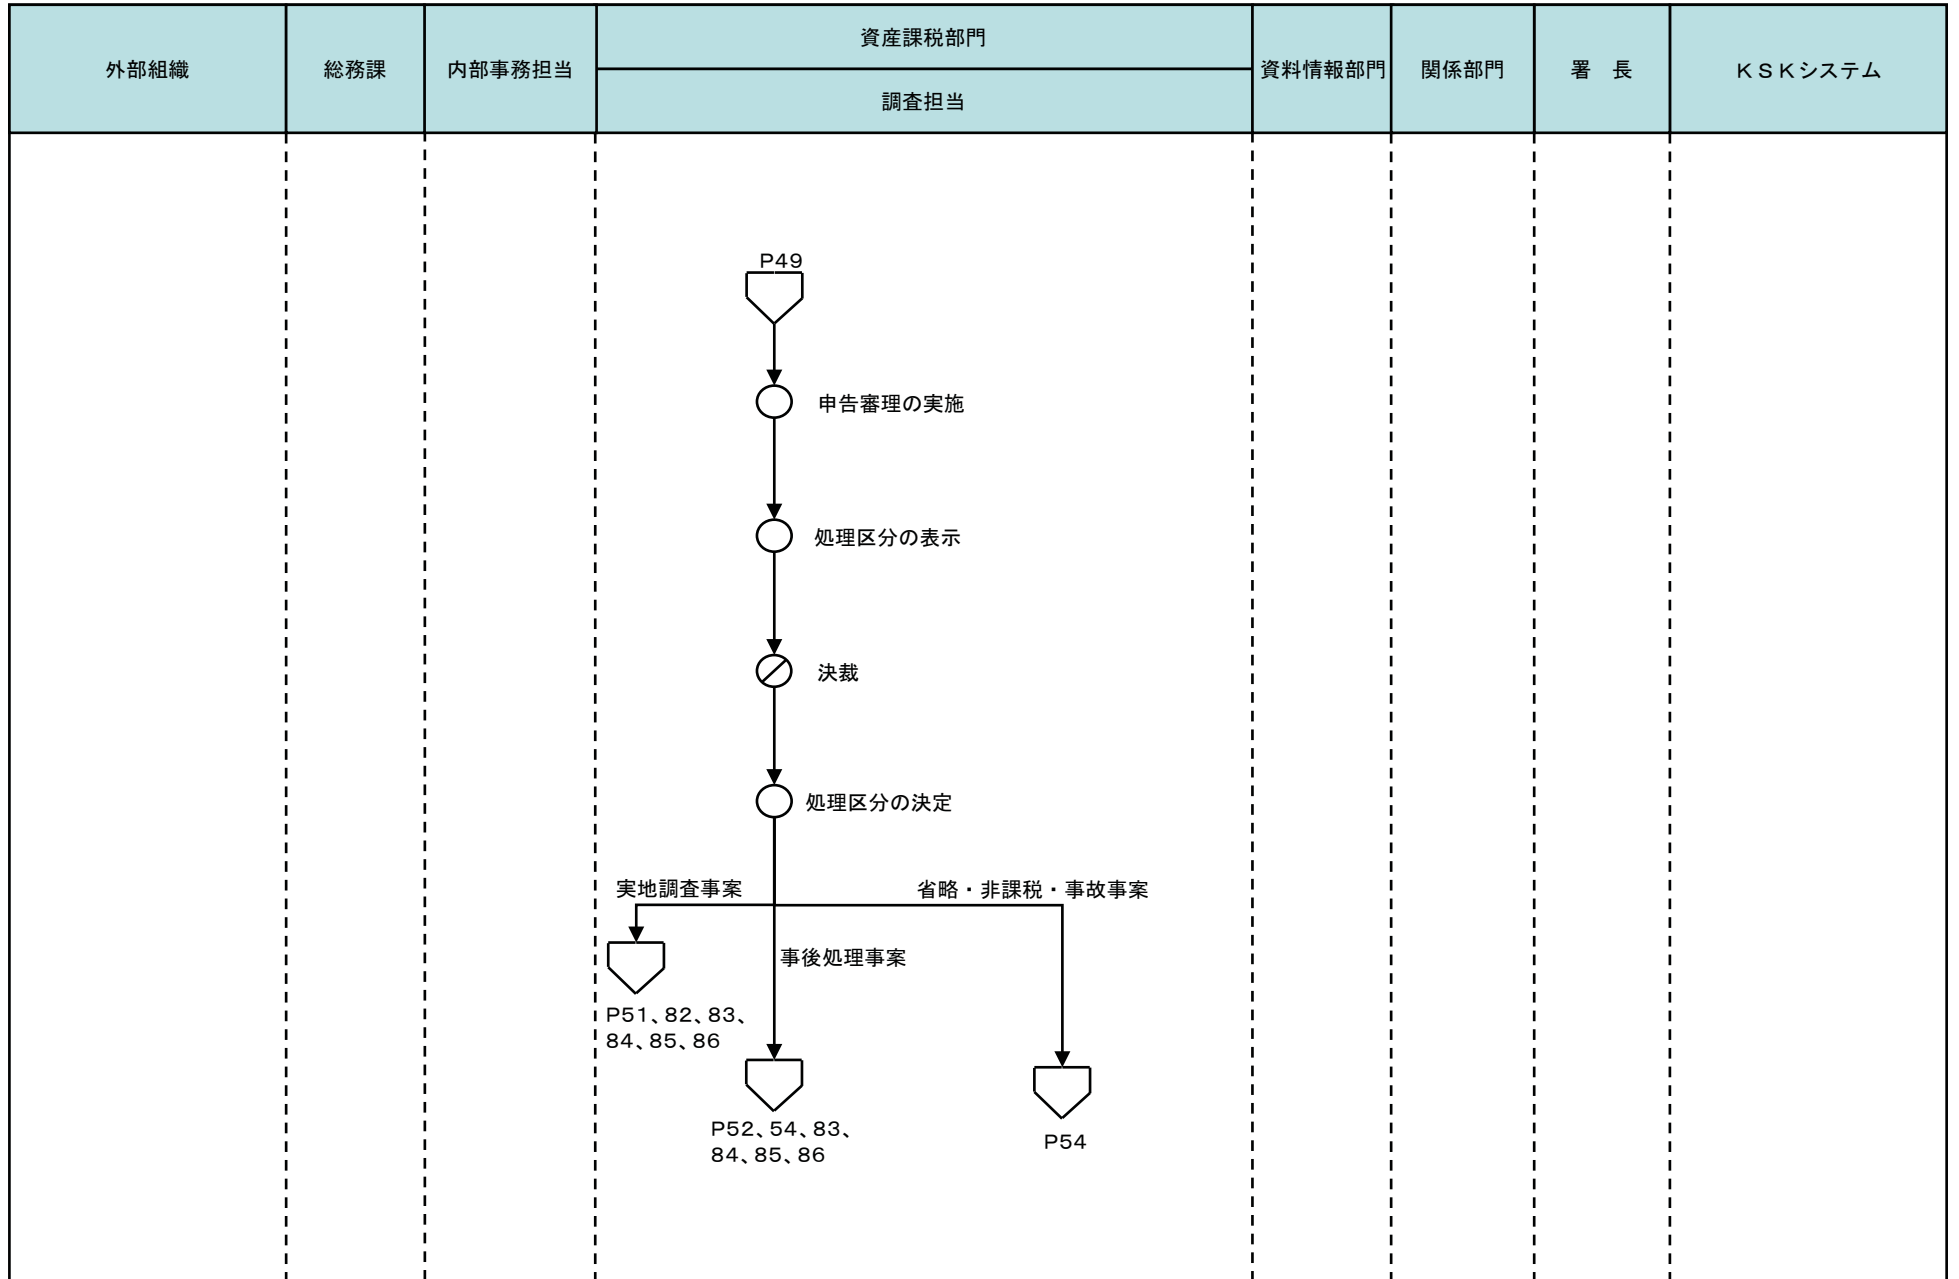 外部組織
総務課
内部事務担当
資産課税部門
調査担当
資料情報部門
関係部門
署　長
ＫＳＫシステム
P49
申告審理の実施
処理区分の表示
決裁
処理区分の決定
実地調査事案
省略・非課税・事故事案
事後処理事案
P51、82、83、
84、85、86
P52、54、83、
84、85、86
P54